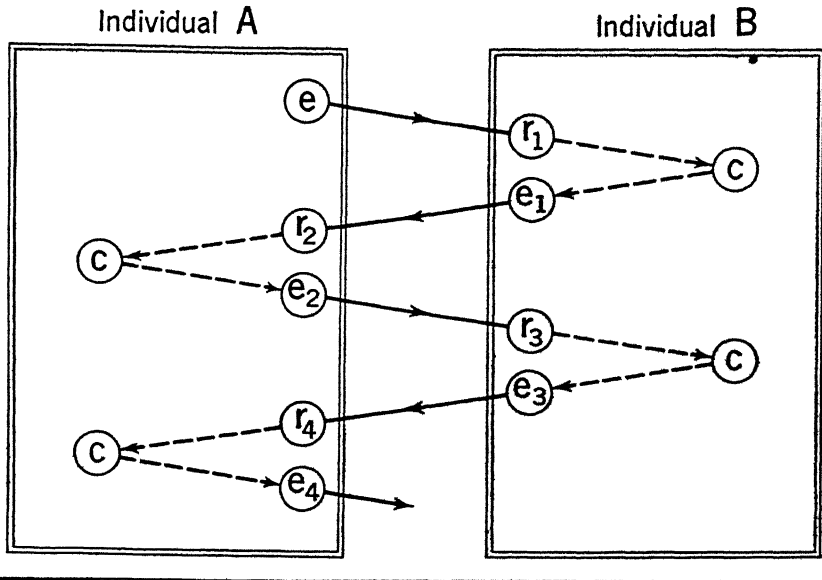 Individual A
Individual B
e
r₁
c
e₁
r₂
c
e₂
r₃
c
e₃
r₄
c
e₄